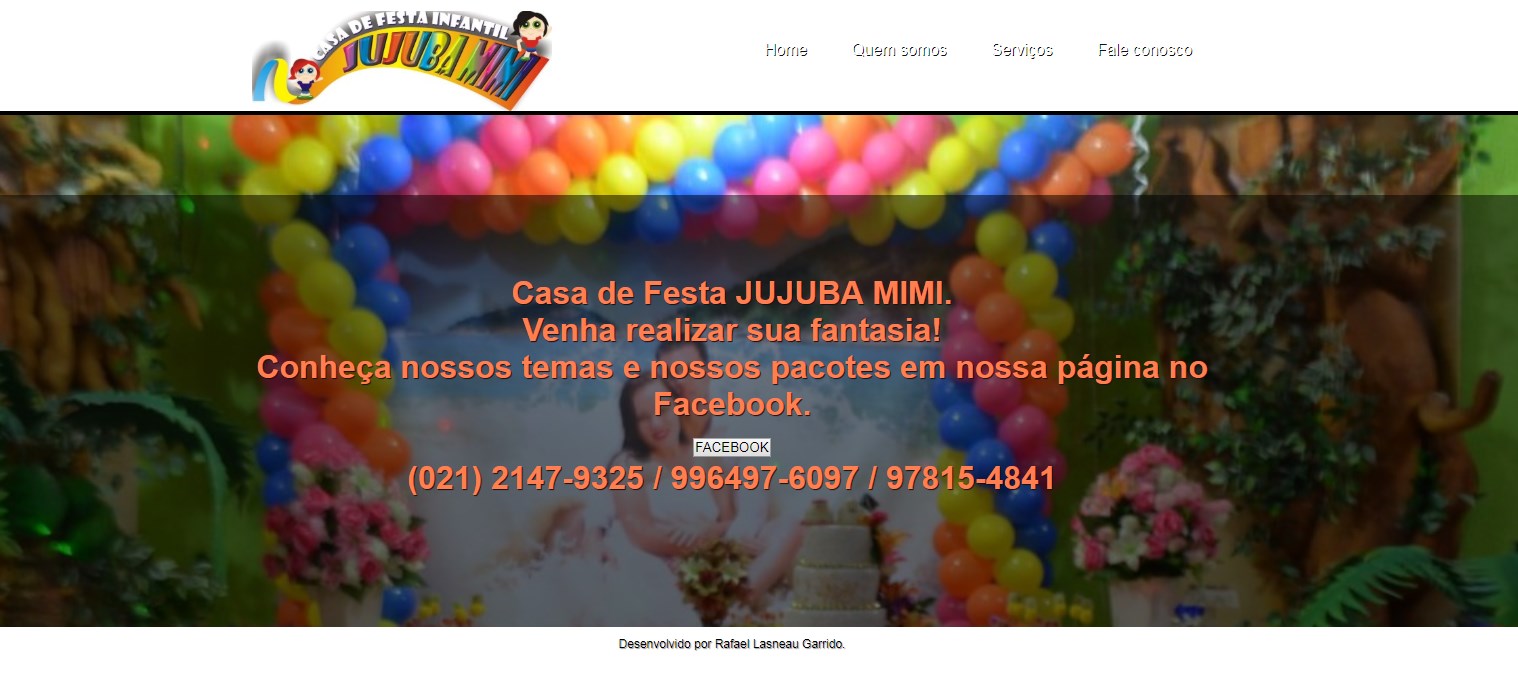 CASA DE FESTA INFANTIL
JUJUBA MIMI
Home Quem somos Serviços Fale conosco
Casa de Festa JUJUBA MIMI.
Venha realizar sua fantasia!
Conheça nossos temas e nossos pacotes em nossa página no
Facebook.
FACEBOOK
(021) 2147-9325 / 996497-6097 / 97815-4841
Desenvolvido por Rafael Lasneau Garrido.